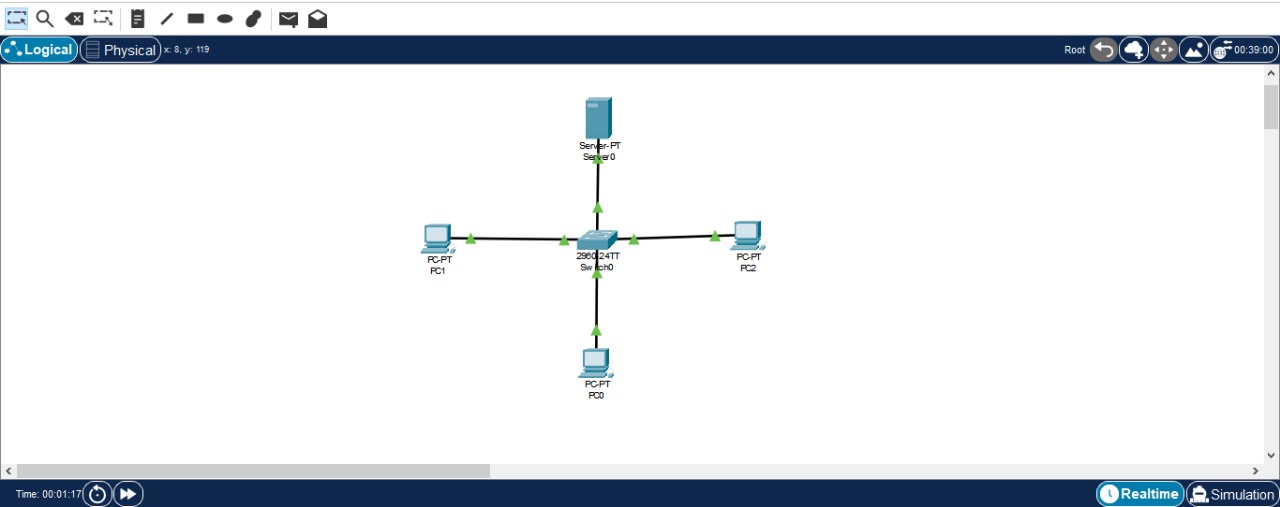 Logical
Physical
x: 8, y: 119
Root
00:39:00
Server-PT
Server0
PC-PT
PC1
2960-24TT
Switch0
PC-PT
PC2
PC-PT
PC0
Time: 00:01:17
Realtime
Simulation